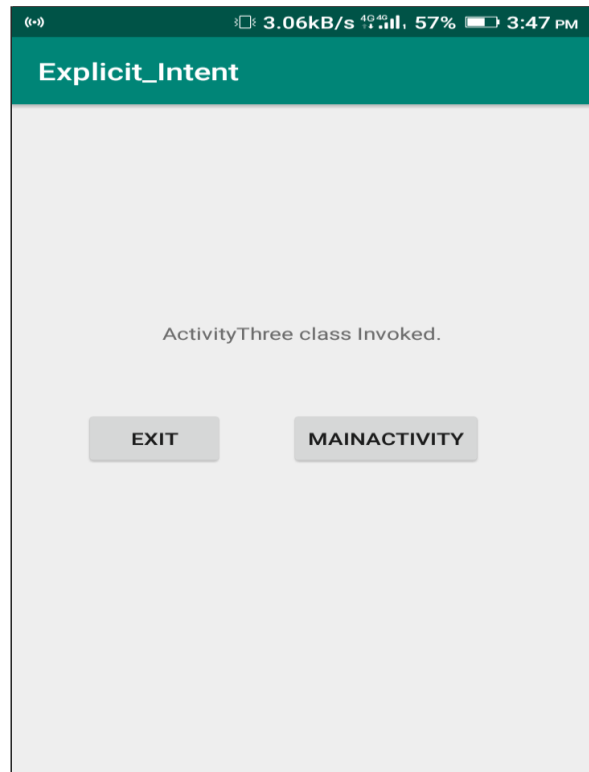 3.06kB/s 4G 4G 57% 3:47 PM
Explicit_Intent
ActivityThree class Invoked.
EXIT MAINACTIVITY